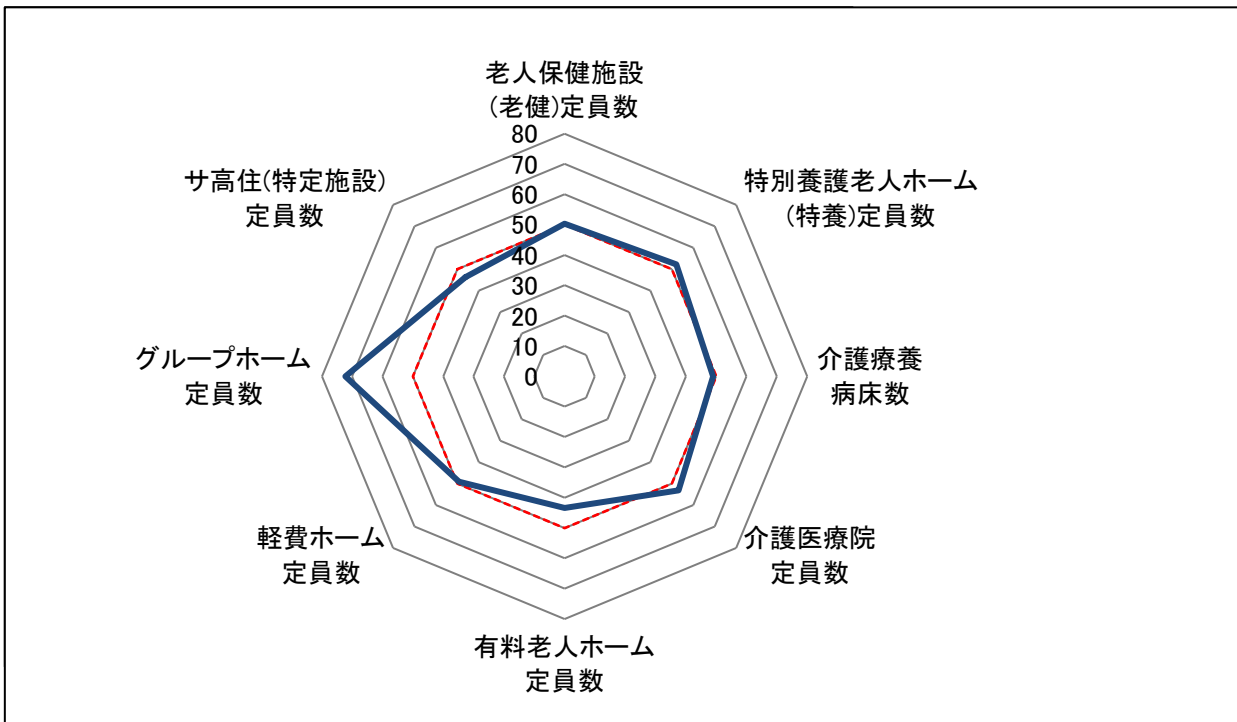 老人保健施設
(老健)定員数
特別養護老人ホーム
(特養)定員数
介護療養
病床数
介護医療院
定員数
有料老人ホーム
定員数
軽費ホーム
定員数
グループホーム
定員数
サ高住(特定施設)
定員数
80
70
60
50
40
30
20
10
0